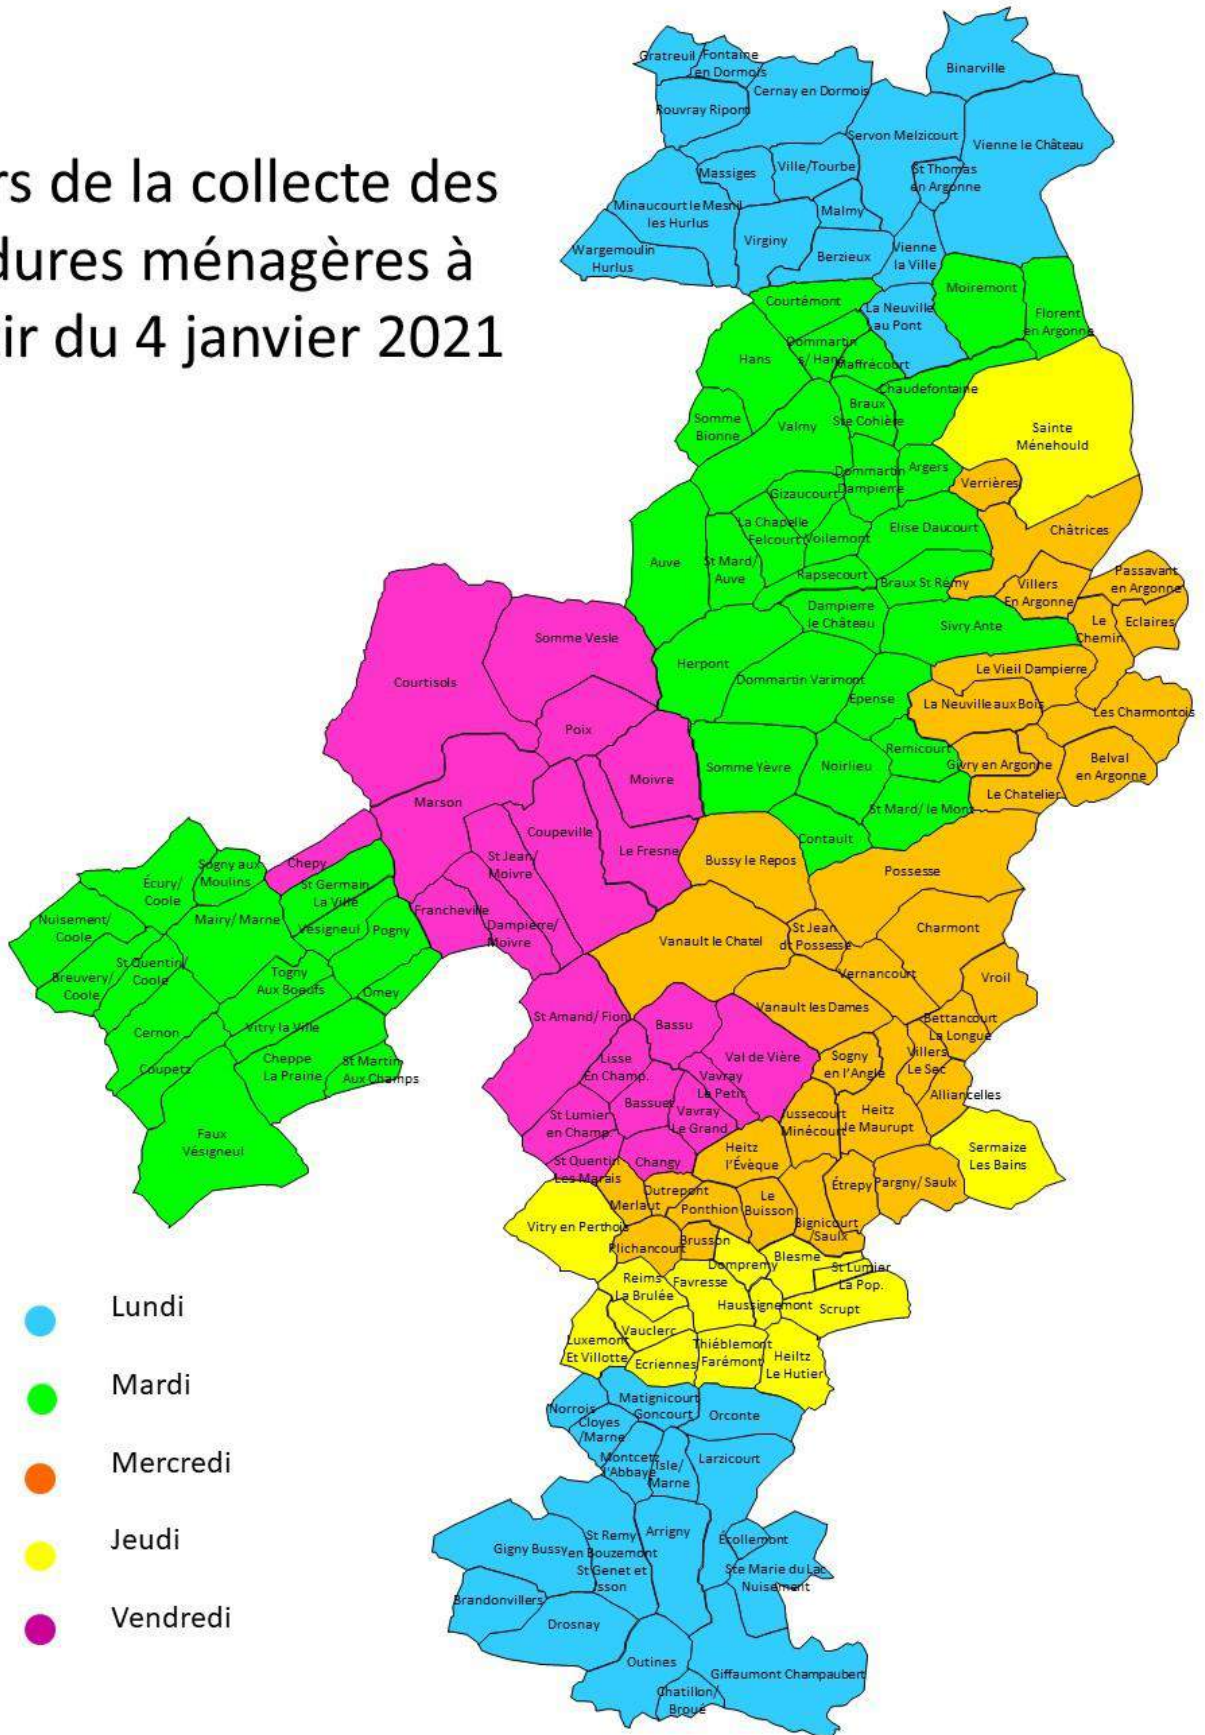 rs de la collecte des
dures ménagères à
ir du 4 janvier 2021
Gratreuil
Fontaine
en Dormois
Binarville
Cernay en Dormois
Rouvray Ripont
Servon Melzicourt
Vienne le Château
Massiges
Ville/Tourbe
St Thomas
en Argonne
Minaucourt le Mesnil
les Hurlus
Malmy
Virginy
Wargemoulin
Hurlus
Berzieux
Vienne
la Ville
Courtémont
La Neuville
au Pont
Moiremont
Florent
en Argonne
Hans
Dommartin
s/ Hans
Maffrécourt
Chaudefontaine
Somme
Bionne
Valmy
Braux
Ste Cohière
Sainte
Ménehould
Dommartin
Dampierre
Argers
Verrières
Gizaucourt
La Chapelle
Felcourt
Voilemont
Elise Daucourt
Châtrices
Auve
St Mard/
Auve
Rapsecourt
Braux St Rémy
Villers
En Argonne
Passavant
en Argonne
Dampierre
le Château
Sivry Ante
Le
Chemin
Eclaires
Somme Vesle
Herpont
Dommartin Varimont
Le Vieil Dampierre
Courtisols
Epense
La Neuville aux Bois
Les Charmontois
Poix
Moivre
Somme Yèvre
Noirlieu
Remicourt
Givry en Argonne
Belval
en Argonne
Le Chatelier
Marson
St Mard/ le Mont
Coupeville
Contault
Le Fresne
Bussy le Repos
Possesse
Chepy
St Jean/
Moivre
Sogny aux
Moulins
Écury/
Coole
St Germain
La Ville
Francheville
Dampierre/
Moivre
Nuisement/
Coole
Mairy/ Marne
Vésigneul
Pogny
Vanault le Chatel
St Jean
dt Possesse
Charmont
Vernancourt
Vroil
St Quentin/
Coole
Breuvery/
Coole
Togny
Aux Boeufs
Omey
Vanault les Dames
Cernon
Vitry la Ville
St Amand/ Fion
Bassu
Bettancourt
La Longue
Coupetz
Cheppe
La Prairie
St Martin
Aux Champs
Lisse
En Champ.
Val de Vière
Sogny
en l'Angle
Villers
Le Sec
Vavray
Le Petit
Alliancelles
Bassuet
Vavray
Le Grand
St Lumier
en Champ.
Jussecourt
Minécourt
Heitz
le Maurupt
Faux
Vésigneul
St Quentin
Les Marais
Changy
Heitz
l'Évèque
Sermaize
Les Bains
Merlaut
Outrepont
Ponthion
Le
Buisson
Étrepy
Pargny/ Saulx
Bignicourt
/Saulx
Vitry en Perthois
Plichancourt
Brusson
Dompremy
Blesme
St Lumier
La Pop.
Reims
La Brulée
Favresse
Haussignemont
Scrupt
Lundi
Luxemont
Et Villotte
Vauclerc
Ecriennes
Thiéblemont
Farémont
Heiltz
Le Hutier
Mardi
Norrois
Matignicourt
Goncourt
Orconte
Cloyes
/Marne
Mercredi
Montcetz
l'Abbaye
Isle/
Marne
Larzicourt
Jeudi
Gigny Bussy
St Remy
en Bouzemont
St Genet et
Isson
Arrigny
Écollemont
Ste Marie du Lac
Nuisement
Vendredi
Brandonvillers
Drosnay
Outines
Giffaumont Champaubert
Chatillon/
Broué